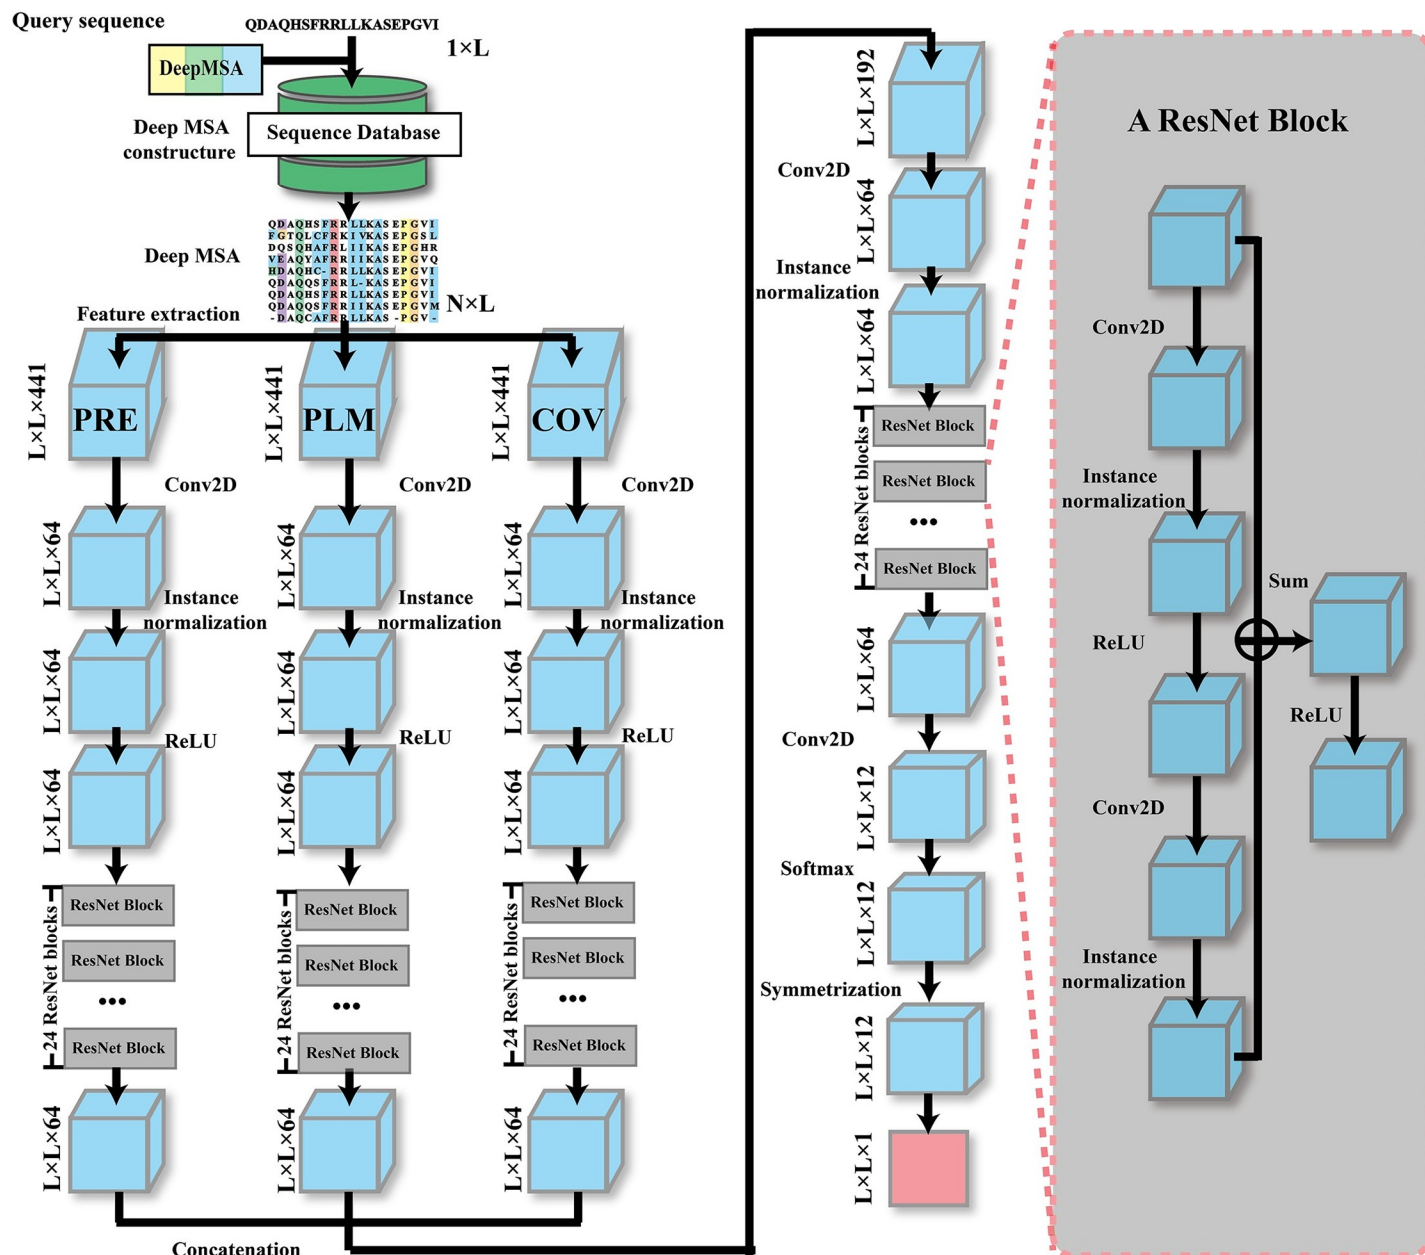 Query sequence
QDAQHSFRRLLKASEPGVI
1×L
DeepMSA
Deep MSA
constructure
Sequence Database
Deep MSA
QDAQHSFRRLLKASEPGVI
FGTQLCFRKIVKASEPGSL
DQSQHAFRLIIKASEPGHR
VEAQYAFRRIIKASEPGVQ
HDAQHC-RRLLKASEPGVI
QDAQQSFRRL-KASEPGVI
QDAQHSFRRLLKASEPGVI
QDAQQSFRRIIKASEPGVM
-DAQCAFRRLLKAS-PGV-
N×L
Feature extraction
L×L×441
PRE
L×L×441
PLM
L×L×441
COV
Conv2D
Conv2D
Conv2D
L×L×64
L×L×64
L×L×64
Instance
normalization
Instance
normalization
Instance
normalization
L×L×64
L×L×64
L×L×64
ReLU
ReLU
ReLU
L×L×64
L×L×64
L×L×64
24 ResNet blocks
ResNet Block
ResNet Block
•••
ResNet Block
24 ResNet blocks
ResNet Block
ResNet Block
•••
ResNet Block
24 ResNet blocks
ResNet Block
ResNet Block
•••
ResNet Block
L×L×64
L×L×64
L×L×64
Concatenation
L×L×192
Conv2D
L×L×64
Instance
normalization
L×L×64
24 ResNet blocks
ResNet Block
ResNet Block
•••
ResNet Block
L×L×64
Conv2D
L×L×12
Softmax
L×L×12
Symmetrization
L×L×12
L×L×1
A ResNet Block
Conv2D
Instance
normalization
ReLU
Conv2D
Instance
normalization
Sum
ReLU